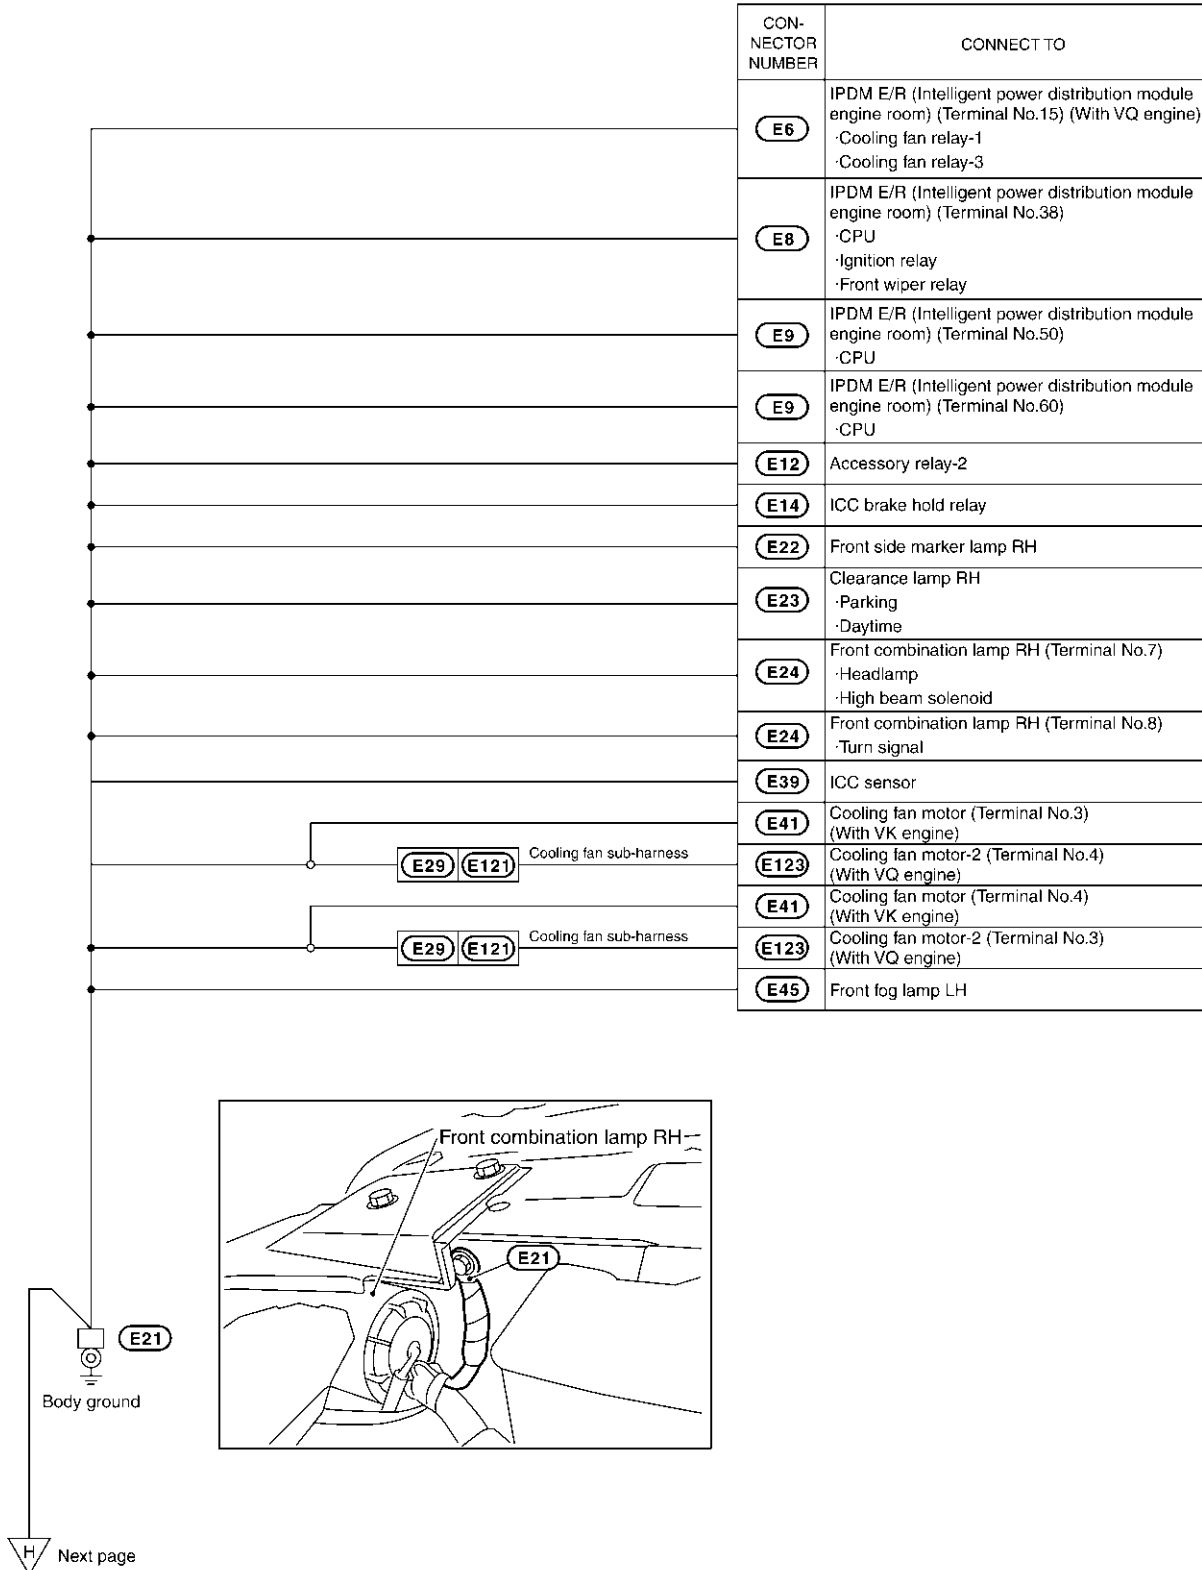 CON-
NECTOR
NUMBER
CONNECT TO
E6
IPDM E/R (Intelligent power distribution module
engine room) (Terminal No.15) (With VQ engine)
·Cooling fan relay-1
·Cooling fan relay-3
E8
IPDM E/R (Intelligent power distribution module
engine room) (Terminal No.38)
·CPU
·Ignition relay
·Front wiper relay
E9
IPDM E/R (Intelligent power distribution module
engine room) (Terminal No.50)
·CPU
E9
IPDM E/R (Intelligent power distribution module
engine room) (Terminal No.60)
·CPU
E12
Accessory relay-2
E14
ICC brake hold relay
E22
Front side marker lamp RH
E23
Clearance lamp RH
·Parking
·Daytime
E24
Front combination lamp RH (Terminal No.7)
·Headlamp
·High beam solenoid
E24
Front combination lamp RH (Terminal No.8)
·Turn signal
E39
ICC sensor
E41
Cooling fan motor (Terminal No.3)
(With VK engine)
E29 E121 Cooling fan sub-harness
E123
Cooling fan motor-2 (Terminal No.4)
(With VQ engine)
E41
Cooling fan motor (Terminal No.4)
(With VK engine)
E29 E121 Cooling fan sub-harness
E123
Cooling fan motor-2 (Terminal No.3)
(With VQ engine)
E45
Front fog lamp LH
Front combination lamp RH
E21
E21
Body ground
H Next page